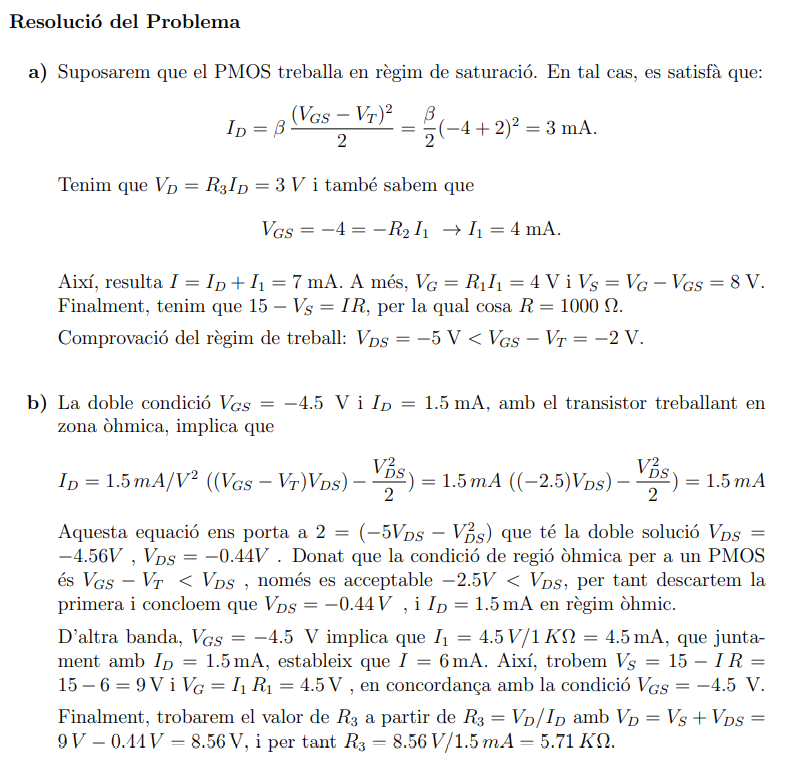 Resolució del Problema
a) Suposarem que el PMOS treballa en règim de saturació. En tal cas, es satisfà que:
I_D = β (V_GS − V_T)²/2 = β/2 (−4 + 2)² = 3 mA.
Tenim que V_D = R_3 I_D = 3 V i també sabem que
V_GS = −4 = −R_2 I_1 → I_1 = 4 mA.
Així, resulta I = I_D + I_1 = 7 mA. A més, V_G = R_1 I_1 = 4 V i V_S = V_G − V_GS = 8 V.
Finalment, tenim que 15 − V_S = IR, per la qual cosa R = 1000 Ω.
Comprovació del règim de treball: V_DS = −5 V < V_GS − V_T = −2 V.
b) La doble condició V_GS = −4.5 V i I_D = 1.5 mA, amb el transistor treballant en
zona òhmica, implica que
I_D = 1.5 mA/V² ((V_GS − V_T)V_DS) − V²_DS/2) = 1.5 mA ((−2.5)V_DS) − V²_DS/2) = 1.5 mA
Aquesta equació ens porta a 2 = (−5V_DS − V²_DS) que té la doble solució V_DS =
−4.56V , V_DS = −0.44V . Donat que la condició de regió òhmica per a un PMOS
és V_GS − V_T < V_DS , només es acceptable −2.5V < V_DS, per tant descartem la
primera i concloem que V_DS = −0.44 V , i I_D = 1.5 mA en règim òhmic.
D'altra banda, V_GS = −4.5 V implica que I_1 = 4.5 V/1 KΩ = 4.5 mA, que junta-
ment amb I_D = 1.5 mA, estableix que I = 6 mA. Així, trobem V_S = 15 − I R =
15 − 6 = 9 V i V_G = I_1 R_1 = 4.5 V , en concordança amb la condició V_GS = −4.5 V.
Finalment, trobarem el valor de R_3 a partir de R_3 = V_D/I_D amb V_D = V_S + V_DS =
9 V − 0.44 V = 8.56 V, i per tant R_3 = 8.56 V/1.5 mA = 5.71 KΩ.